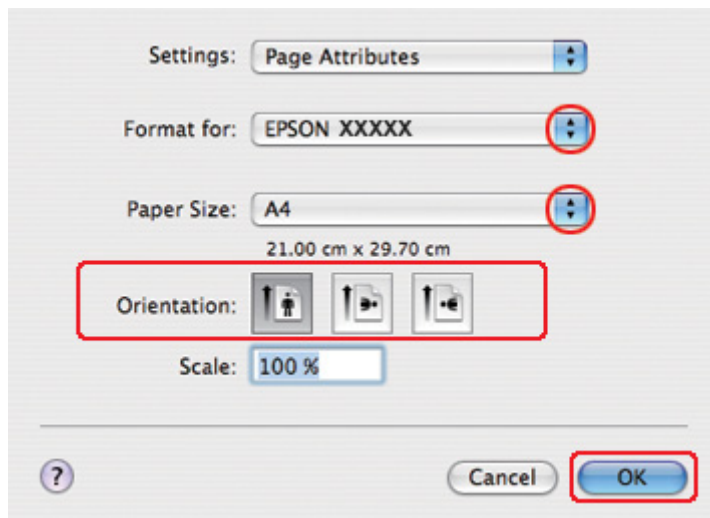 Settings: Page Attributes
Format for: EPSON XXXXX
Paper Size: A4
21.00 cm x 29.70 cm
Orientation:
Scale: 100 %
? Cancel OK